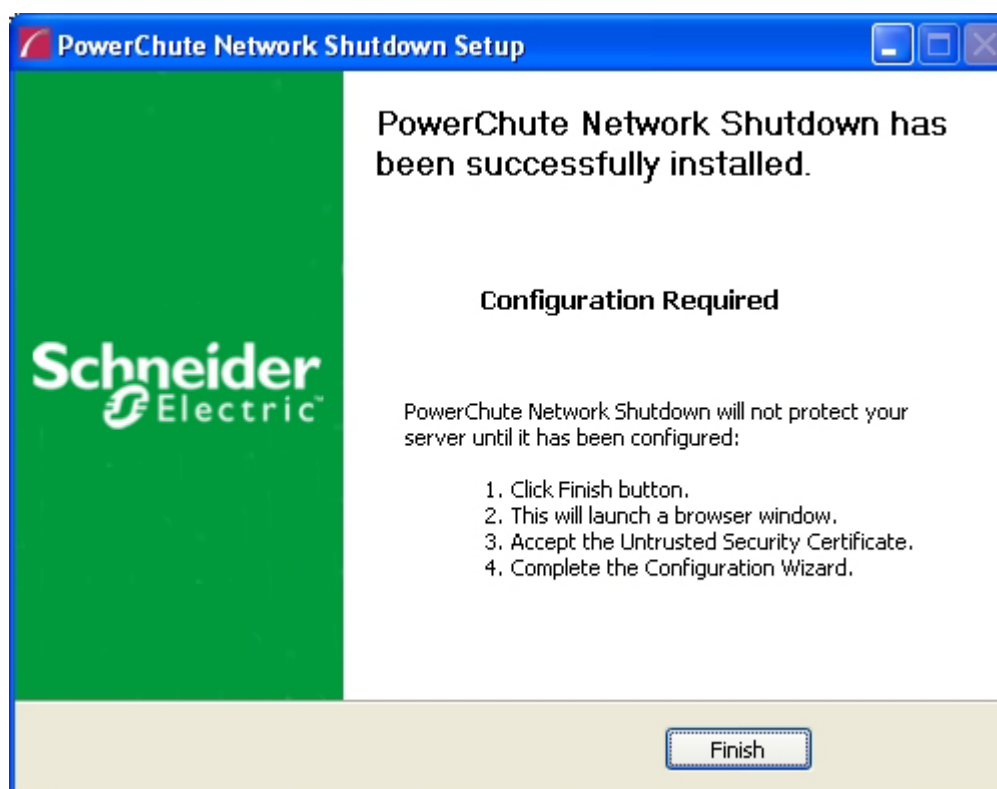 PowerChute Network Shutdown Setup
PowerChute Network Shutdown has
been successfully installed.
Configuration Required
Schneider
Electric™
PowerChute Network Shutdown will not protect your
server until it has been configured:
1. Click Finish button.
2. This will launch a browser window.
3. Accept the Untrusted Security Certificate.
4. Complete the Configuration Wizard.
Finish